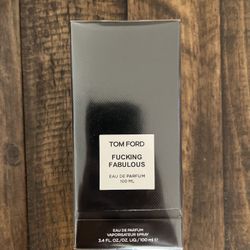 TOM FORD
FUCKING
FABULOUS
EAU DE PARFUM
100 ML
EAU DE PARFUM
VAPORISATEUR SPRAY
3.4 FL. OZ./OZ. LIQ./100 ml ℮